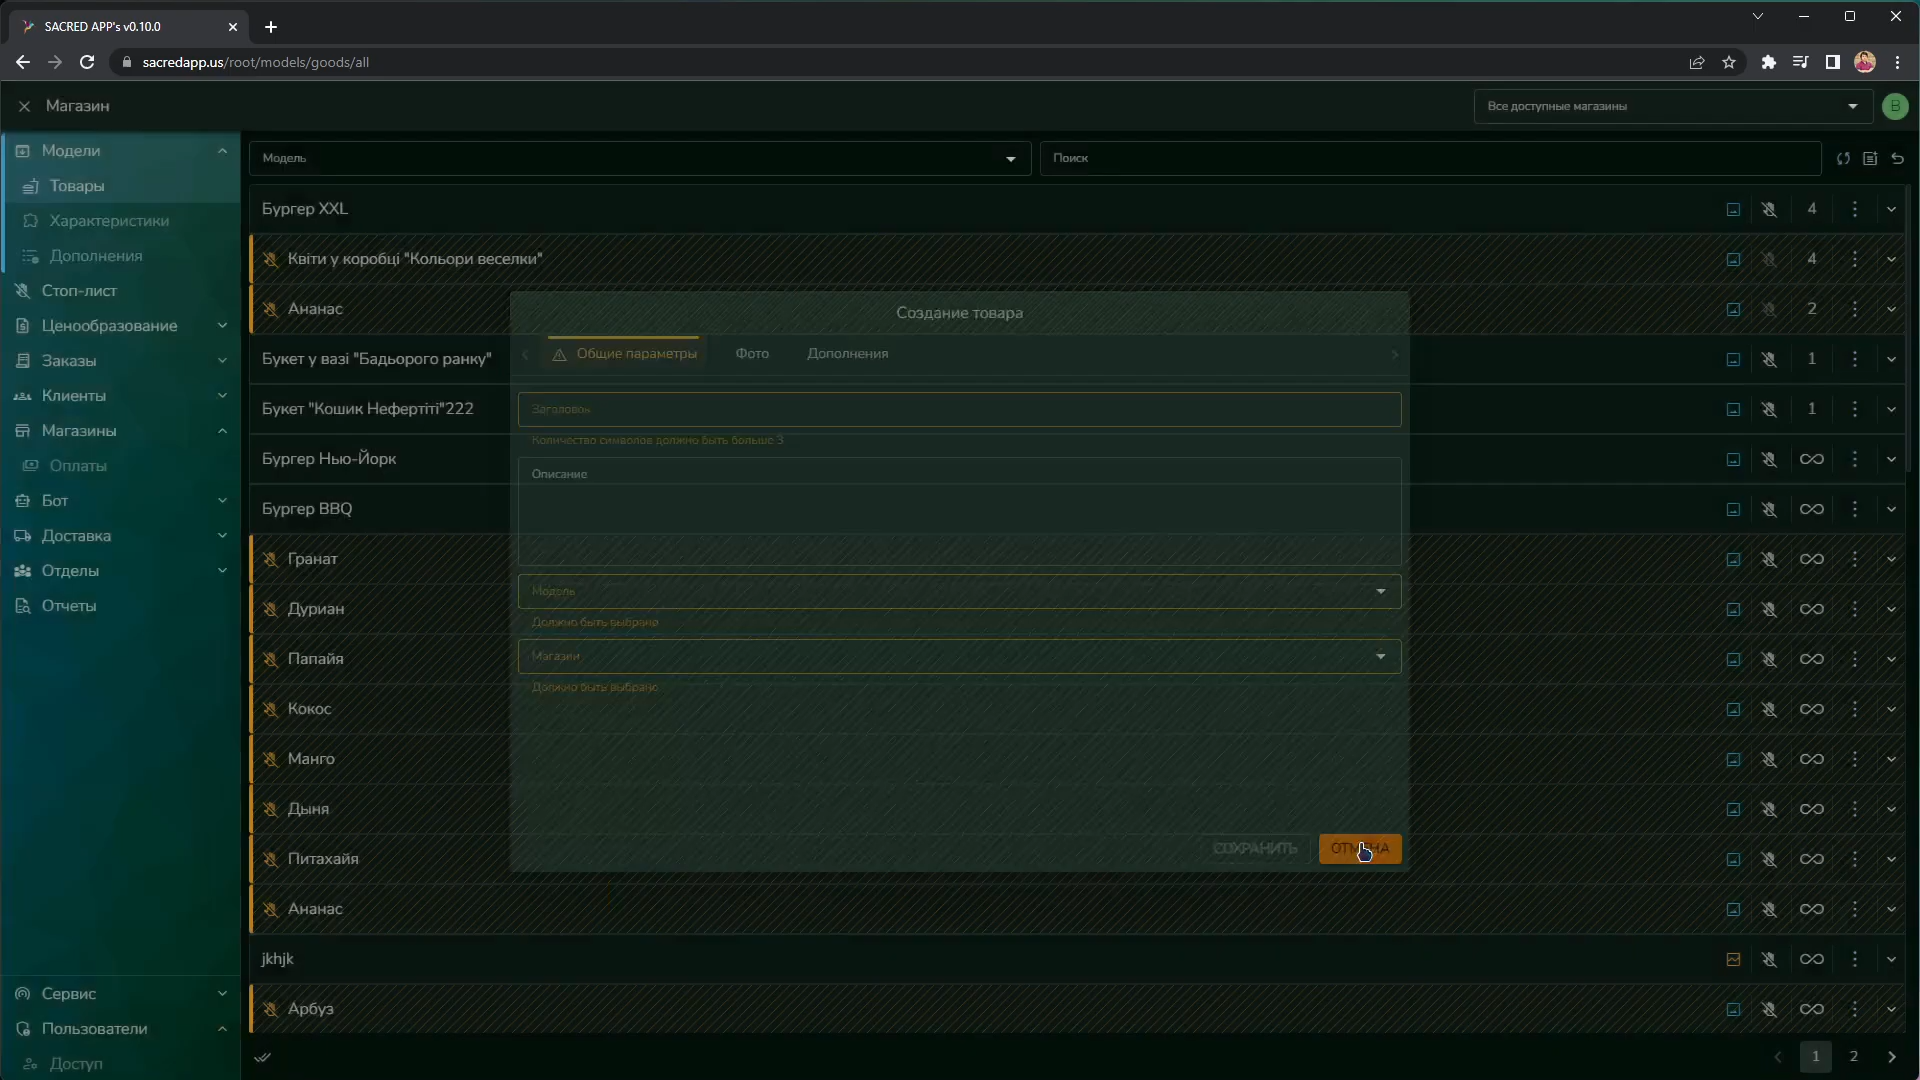 SACRED APP's v0.10.0
sacredapp.us/root/models/goods/all
Магазин
Все доступные магазины
B
Модели
Товары
Характеристики
Дополнения
Стоп-лист
Ценообразование
Заказы
Клиенты
Магазины
Оплаты
Бот
Доставка
Отделы
Отчеты
Сервис
Пользователи
Доступ
Модель
Поиск
Бургер XXL
4
Квіти у коробці "Кольори веселки"
4
Ананас
2
Букет у вазі "Бадьорого ранку"
1
Букет "Кошик Нефертіті"222
1
Бургер Нью-Йорк
Бургер BBQ
Гранат
Дуриан
Папайя
Кокос
Манго
Дыня
Питахайя
Ананас
jkhjk
Арбуз
Создание товара
Общие параметры
Фото
Дополнения
Заголовок
Количество символов должно быть больше 3
Описание
Модель
Должно быть выбрано
Магазин
Должно быть выбрано
СОХРАНИТЬ
ОТМЕНА
1
2